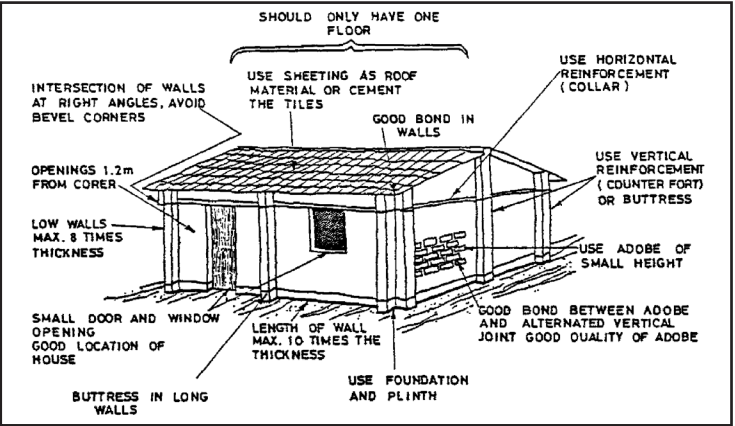 SHOULD ONLY HAVE ONE
FLOOR
USE HORIZONTAL
REINFORCEMENT
(COLLAR)
INTERSECTION OF WALLS
AT RIGHT ANGLES, AVOID
BEVEL CORNERS
USE SHEETING AS ROOF
MATERIAL OR CEMENT
THE TILES
GOOD BOND IN
WALLS
OPENINGS 1.2m
FROM CORER
USE VERTICAL
REINFORCEMENT
(COUNTER FORT)
OR BUTTRESS
LOW WALLS
MAX. 8 TIMES
THICKNESS
USE ADOBE OF
SMALL HEIGHT
SMALL DOOR AND WINDOW
OPENING
GOOD LOCATION OF
HOUSE
LENGTH OF WALL
MAX. 10 TIMES THE
THICKNESS
GOOD BOND BETWEEN ADOBE
AND ALTERNATED VERTICAL
JOINT GOOD QUALITY OF ADOBE
BUTTRESS IN LONG
WALLS
USE FOUNDATION
AND PLINTH